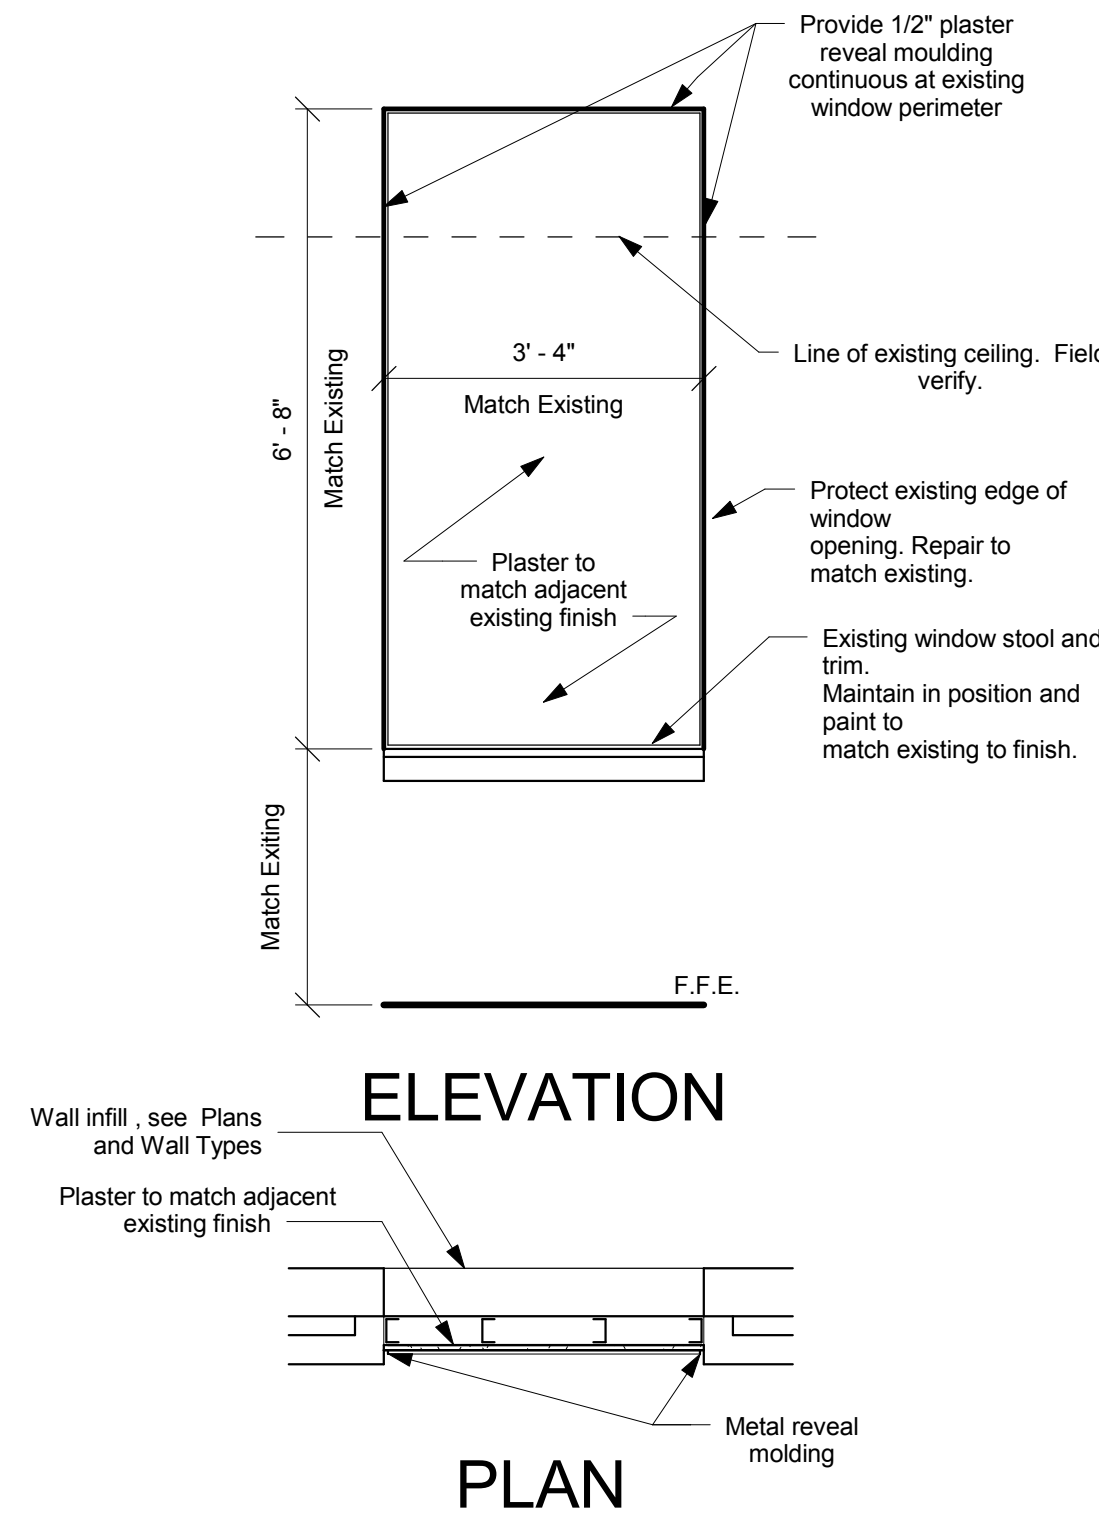 Provide 1/2" plaster
reveal moulding
continuous at existing
window perimeter
3' - 4"
Match Existing
6' - 8"
Match Existing
Line of existing ceiling. Field
verify.
Protect existing edge of
window
opening. Repair to
match existing.
Plaster to
match adjacent
existing finish
Existing window stool and
trim.
Maintain in position and
paint to
match existing to finish.
Match Exiting
F.F.E.
ELEVATION
Wall infill , see Plans
and Wall Types
Plaster to match adjacent
existing finish
Metal reveal
molding
PLAN